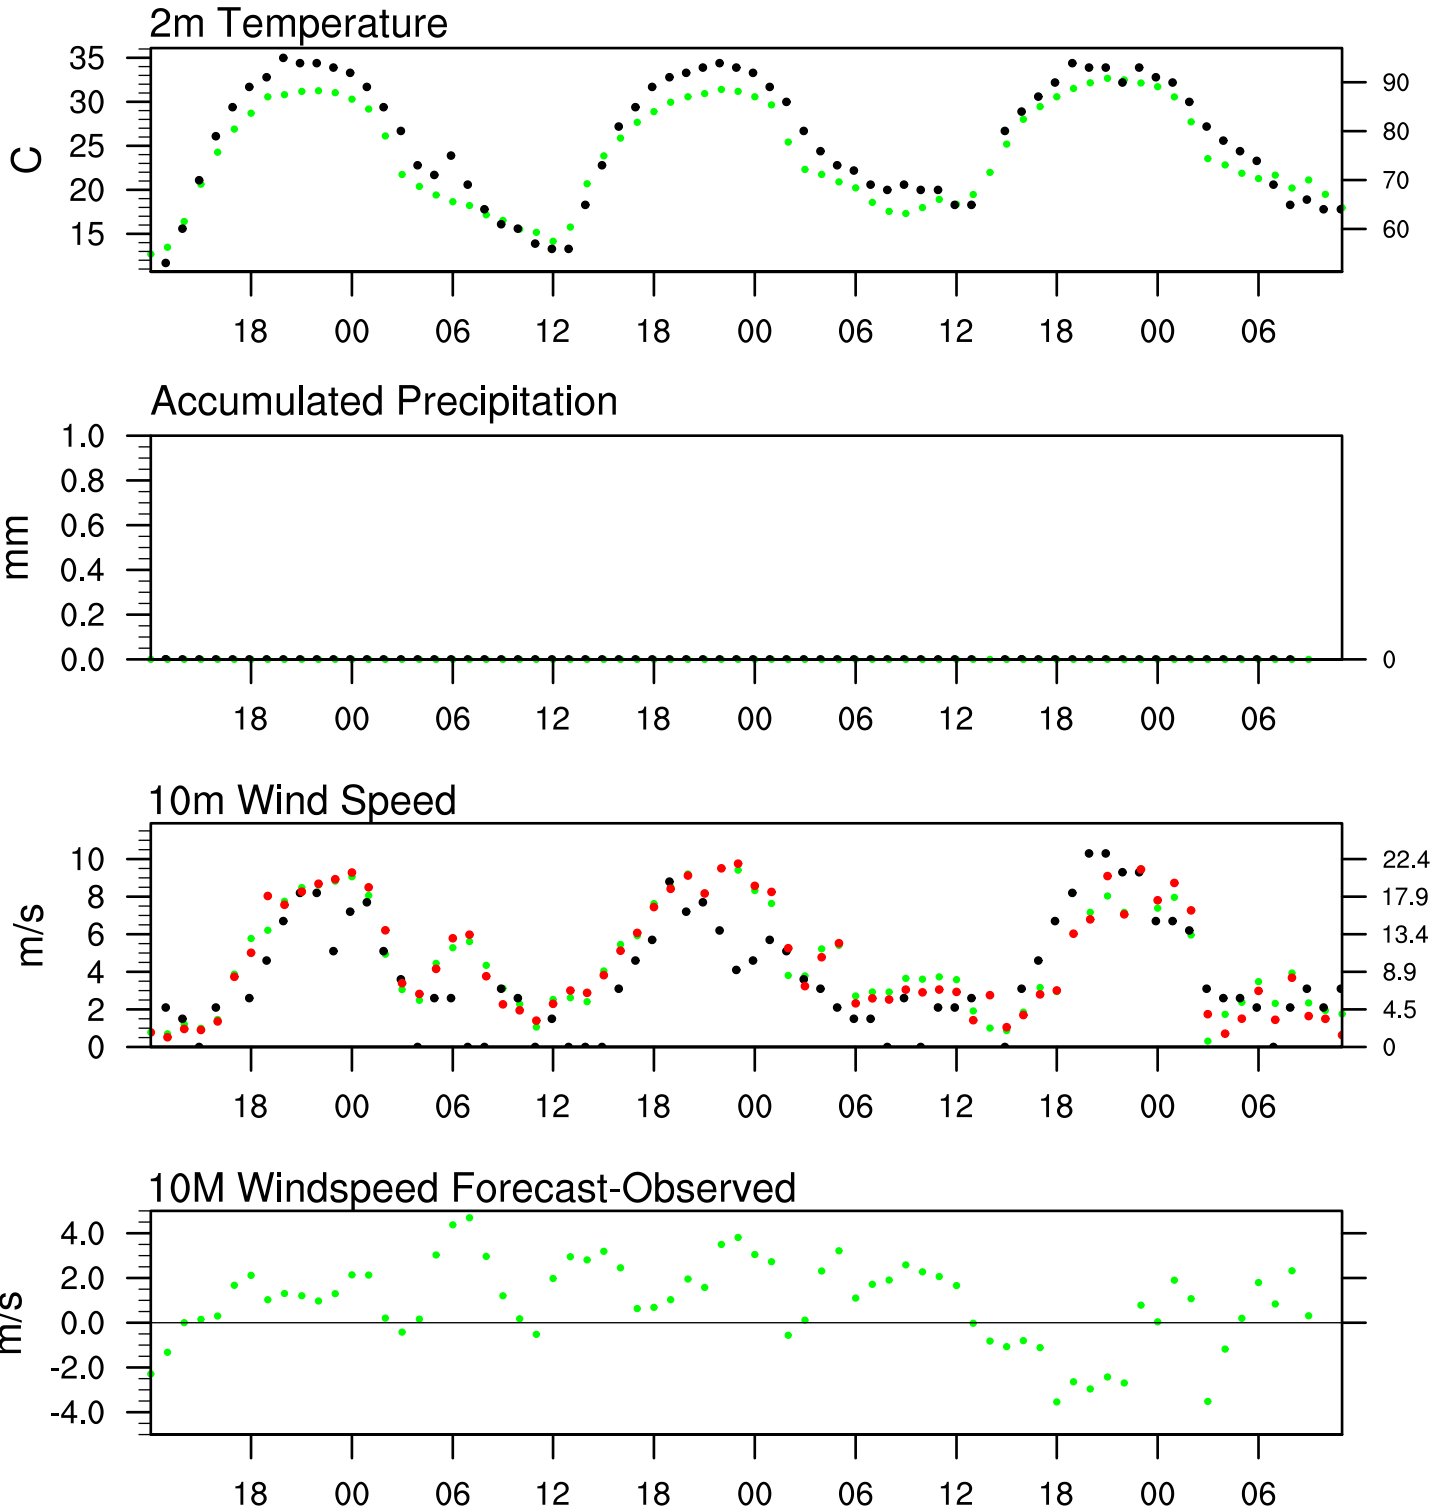 2m Temperature
35
30
25
20
15
C
90
80
70
60
18 00 06 12 18 00 06 12 18 00 06
Accumulated Precipitation
1.0
0.8
0.6
0.4
0.2
0.0
mm
0
18 00 06 12 18 00 06 12 18 00 06
10m Wind Speed
10
8
6
4
2
0
m/s
22.4
17.9
13.4
8.9
4.5
0
18 00 06 12 18 00 06 12 18 00 06
10M Windspeed Forecast-Observed
4.0
2.0
0.0
-2.0
-4.0
m/s
18 00 06 12 18 00 06 12 18 00 06